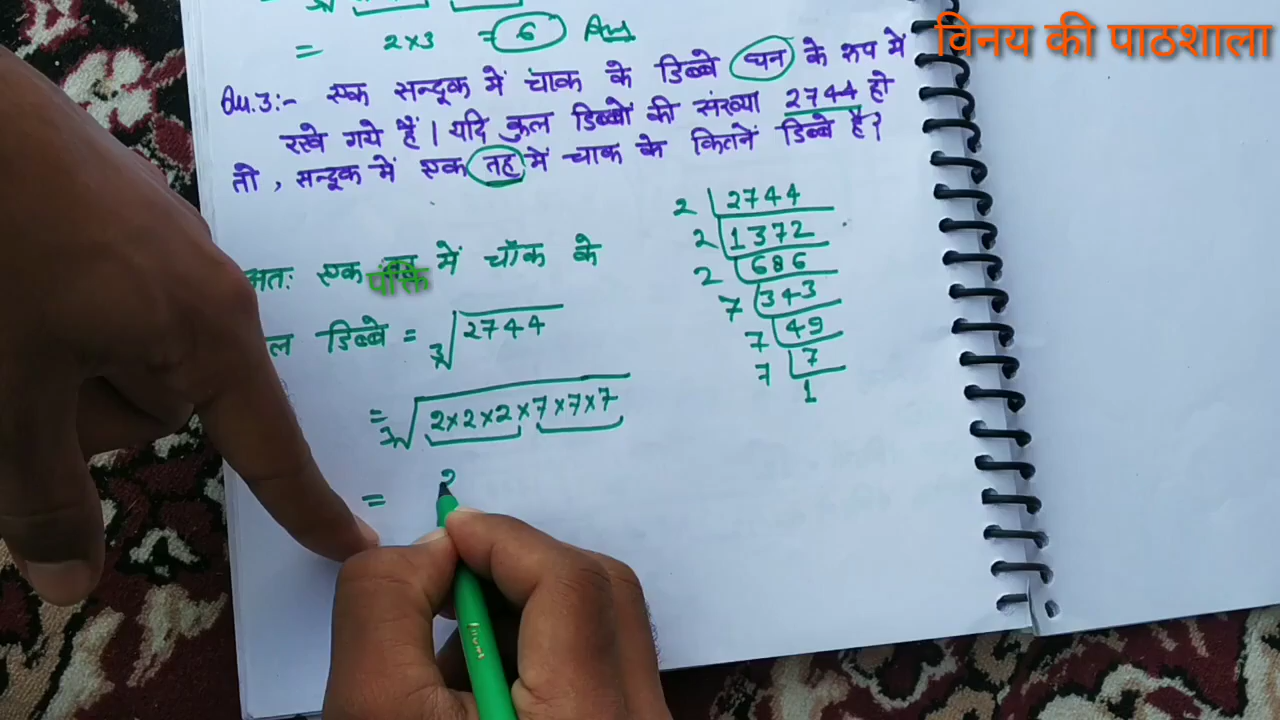 विनय की पाठशाला
= 2×3 = 6 Ans
Qu.3:- एक सन्दूक में चाक के डिब्बे घन के रूप में
रखे गये हैं। यदि कुल डिब्बों की संख्या 2744 हो
तो, सन्दूक में एक तह में चाक के कितनें डिब्बे है?
अतः एक पंक्ति में चॉक के
डिब्बे = ∛2744
= ∛2×2×2×7×7×7
= 2
2 | 2744
2 | 1372
2 | 686
7 | 343
7 | 49
7 | 7
1